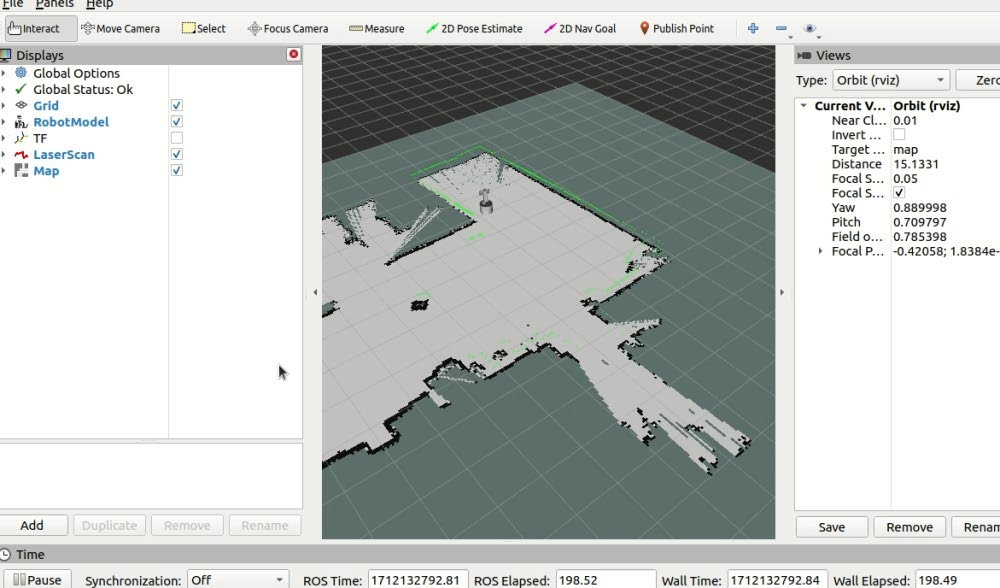 File Panels Help
Interact Move Camera Select Focus Camera Measure 2D Pose Estimate 2D Nav Goal Publish Point
Displays
Global Options
Global Status: Ok
Grid
RobotModel
TF
LaserScan
Map
Add Duplicate Remove Rename
Views
Type: Orbit (rviz) Zero
Current V... Orbit (rviz)
Near Cl... 0.01
Invert ...
Target ... map
Distance 15.1331
Focal S... 0.05
Focal S...
Yaw 0.889998
Pitch 0.709797
Field o... 0.785398
Focal P... -0.42058; 1.8384e-
Save Remove Renam
Time
Pause Synchronization: Off ROS Time: 1712132792.81 ROS Elapsed: 198.52 Wall Time: 1712132792.84 Wall Elapsed: 198.49